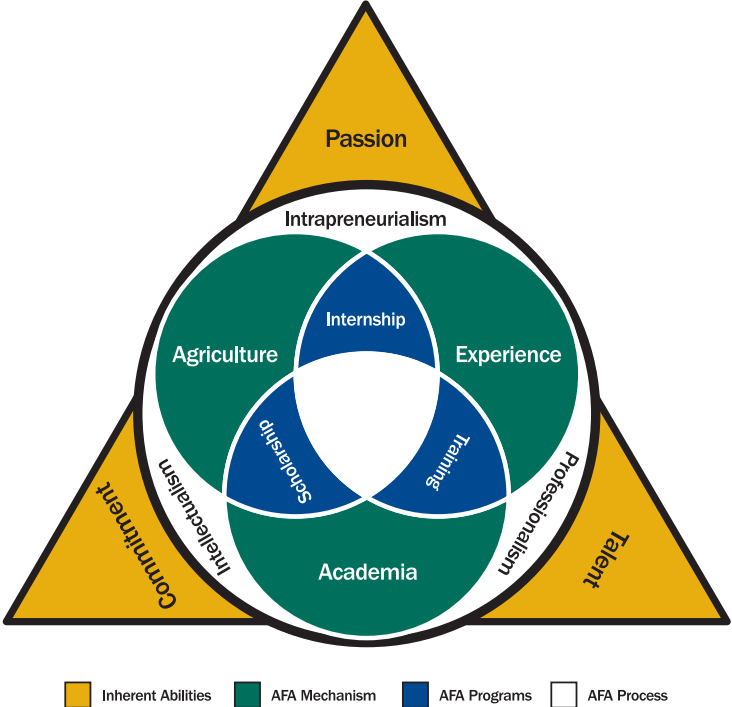 Passion
Intrapreneurialism
Internship
Agriculture
Experience
Scholarship
Training
Commitment
Intellectualism
Professionalism
Talent
Academia
Inherent Abilities
AFA Mechanism
AFA Programs
AFA Process